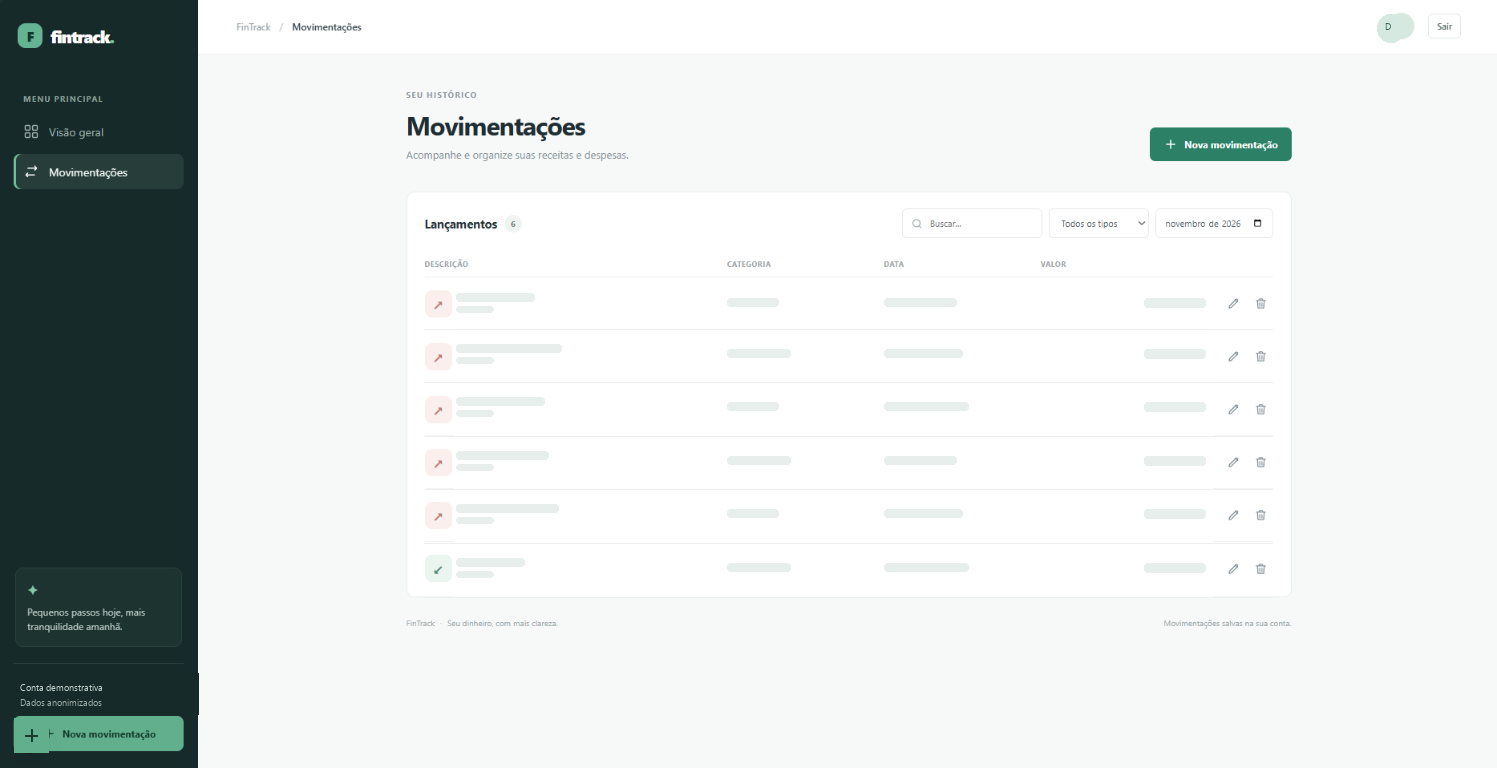 F fintrack.
MENU PRINCIPAL
Visão geral
Movimentações
Pequenos passos hoje, mais
tranquilidade amanhã.
Conta demonstrativa
Dados anonimizados
Nova movimentação
FinTrack / Movimentações
D
Sair
SEU HISTÓRICO
Movimentações
Acompanhe e organize suas receitas e despesas.
+ Nova movimentação
Lançamentos 6
Buscar...
Todos os tipos
novembro de 2026
DESCRIÇÃO CATEGORIA DATA VALOR
FinTrack · Seu dinheiro, com mais clareza.
Movimentações salvas na sua conta.